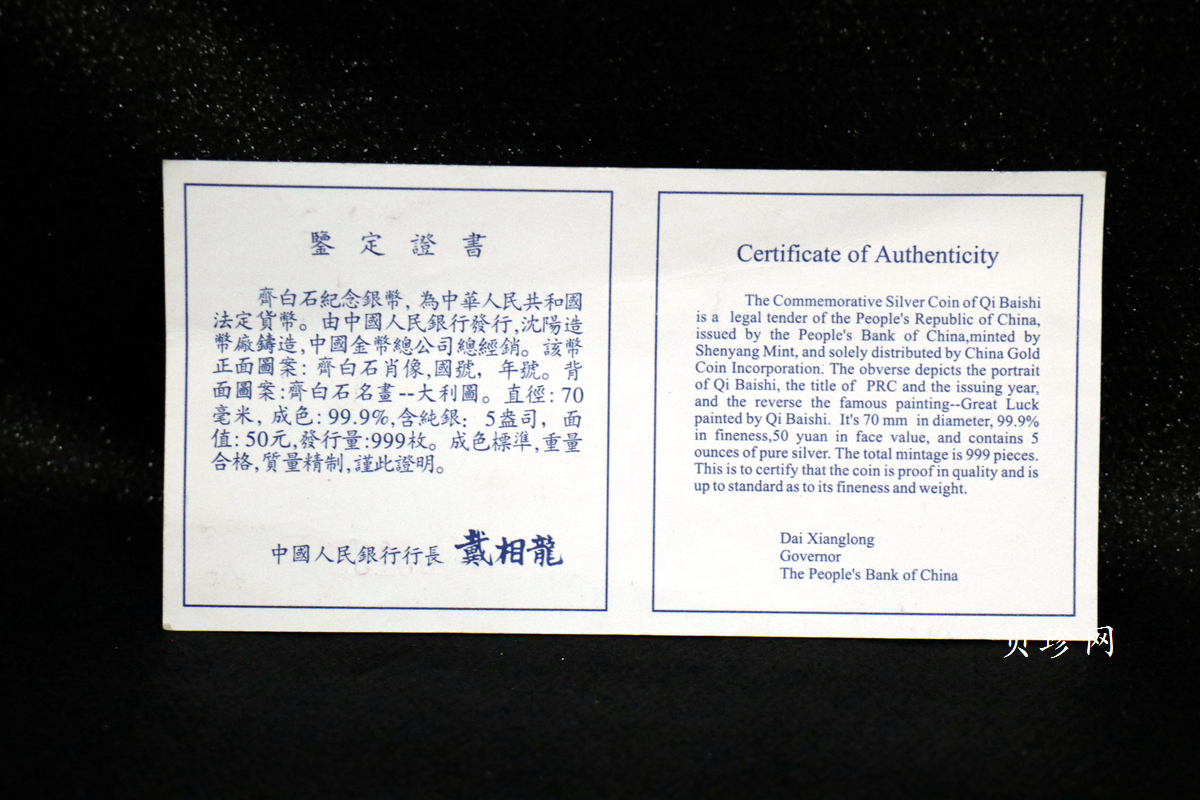 鑒定證書
齊白石紀念銀幣，為中華人民共和國
法定貨幣。由中國人民銀行發行,沈陽造
幣廠鑄造,中國金幣總公司總經銷。該幣
正面圖案：齊白石肖像,國號，年號。背
面圖案:齊白石名畫--大利圖。直徑:70
毫米，成色:99.9%,含純銀：5盎司，面
值:50元,發行量:999枚。成色標準,重量
合格,質量精制,謹此證明。
中國人民銀行行長 戴相龍
Certificate of Authenticity
The Commemorative Silver Coin of Qi Baishi
is a legal tender of the People's Republic of China,
issued by the People's Bank of China,minted by
Shenyang Mint, and solely distributed by China Gold
Coin Incorporation. The obverse depicts the portrait
of Qi Baishi, the title of PRC and the issuing year,
and the reverse the famous painting--Great Luck
painted by Qi Baishi. It's 70 mm in diameter, 99.9%
in fineness,50 yuan in face value, and contains 5
ounces of pure silver. The total mintage is 999 pieces.
This is to certify that the coin is proof in quality and is
up to standard as to its fineness and weight.
Dai Xianglong
Governor
The People's Bank of China
贝珍网